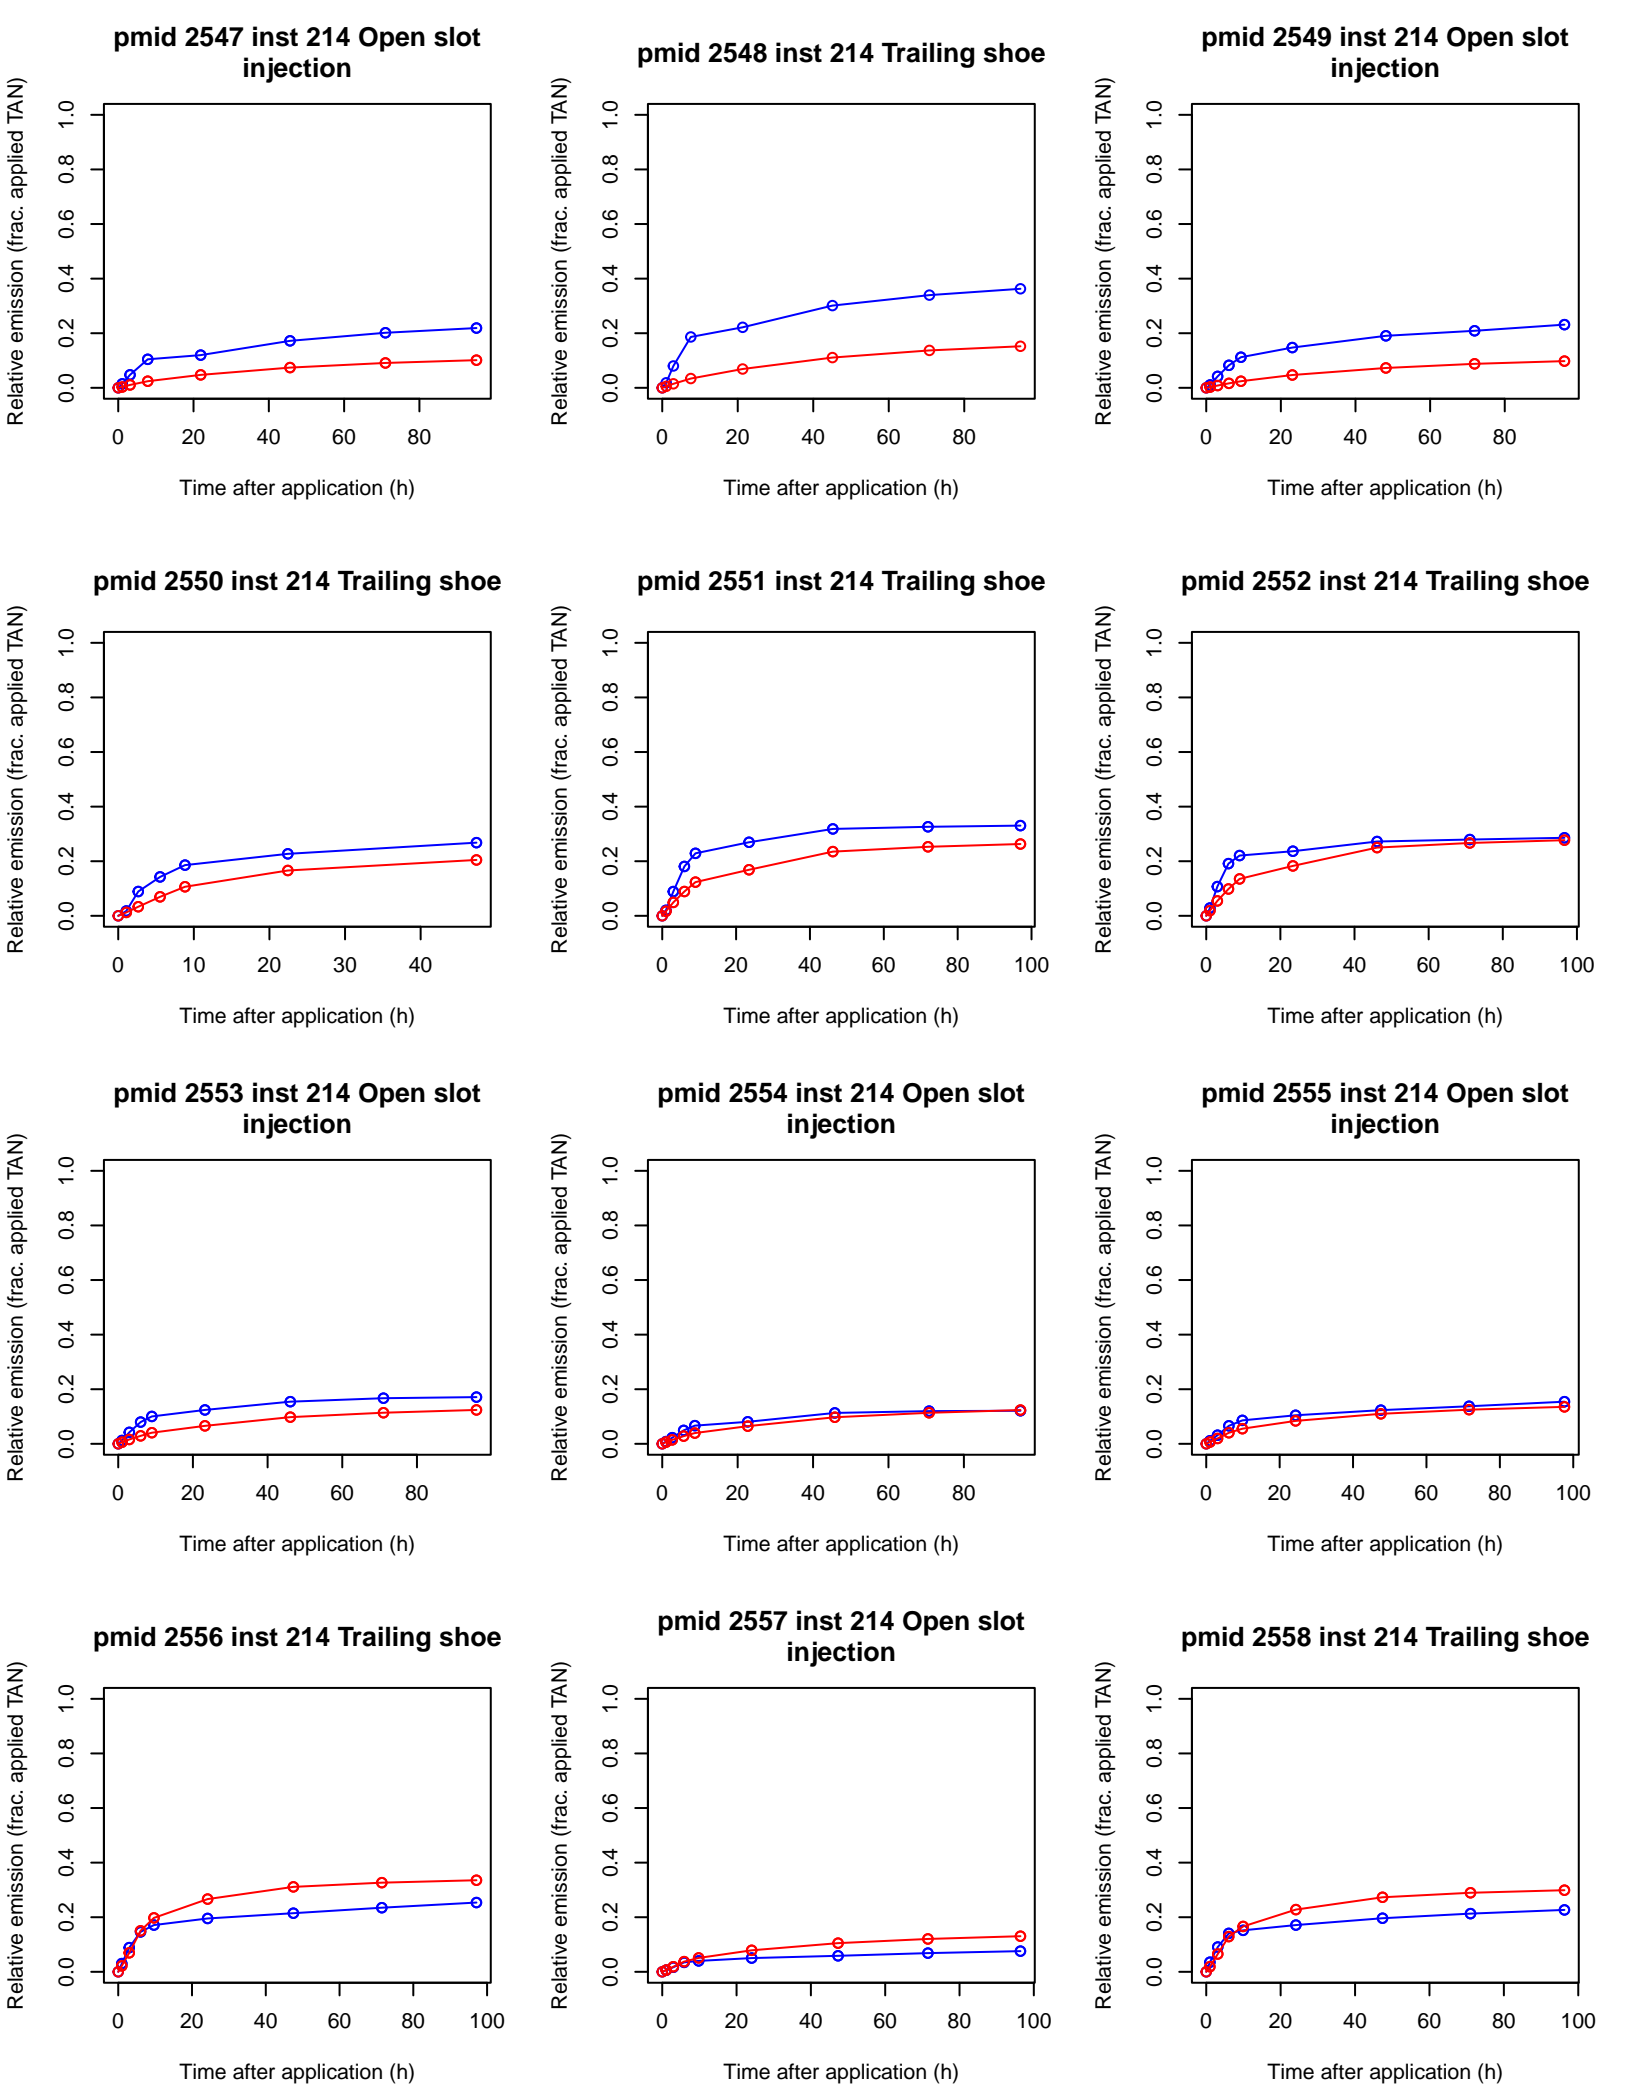 pmid 2547 inst 214 Open slot
injection
Relative emission (frac. applied TAN)
0.0 0.2 0.4 0.6 0.8 1.0
0 20 40 60 80
Time after application (h)
pmid 2548 inst 214 Trailing shoe
Relative emission (frac. applied TAN)
0.0 0.2 0.4 0.6 0.8 1.0
0 20 40 60 80
Time after application (h)
pmid 2549 inst 214 Open slot
injection
Relative emission (frac. applied TAN)
0.0 0.2 0.4 0.6 0.8 1.0
0 20 40 60 80
Time after application (h)
pmid 2550 inst 214 Trailing shoe
Relative emission (frac. applied TAN)
0.0 0.2 0.4 0.6 0.8 1.0
0 10 20 30 40
Time after application (h)
pmid 2551 inst 214 Trailing shoe
Relative emission (frac. applied TAN)
0.0 0.2 0.4 0.6 0.8 1.0
0 20 40 60 80 100
Time after application (h)
pmid 2552 inst 214 Trailing shoe
Relative emission (frac. applied TAN)
0.0 0.2 0.4 0.6 0.8 1.0
0 20 40 60 80 100
Time after application (h)
pmid 2553 inst 214 Open slot
injection
Relative emission (frac. applied TAN)
0.0 0.2 0.4 0.6 0.8 1.0
0 20 40 60 80
Time after application (h)
pmid 2554 inst 214 Open slot
injection
Relative emission (frac. applied TAN)
0.0 0.2 0.4 0.6 0.8 1.0
0 20 40 60 80
Time after application (h)
pmid 2555 inst 214 Open slot
injection
Relative emission (frac. applied TAN)
0.0 0.2 0.4 0.6 0.8 1.0
0 20 40 60 80 100
Time after application (h)
pmid 2556 inst 214 Trailing shoe
Relative emission (frac. applied TAN)
0.0 0.2 0.4 0.6 0.8 1.0
0 20 40 60 80 100
Time after application (h)
pmid 2557 inst 214 Open slot
injection
Relative emission (frac. applied TAN)
0.0 0.2 0.4 0.6 0.8 1.0
0 20 40 60 80 100
Time after application (h)
pmid 2558 inst 214 Trailing shoe
Relative emission (frac. applied TAN)
0.0 0.2 0.4 0.6 0.8 1.0
0 20 40 60 80 100
Time after application (h)